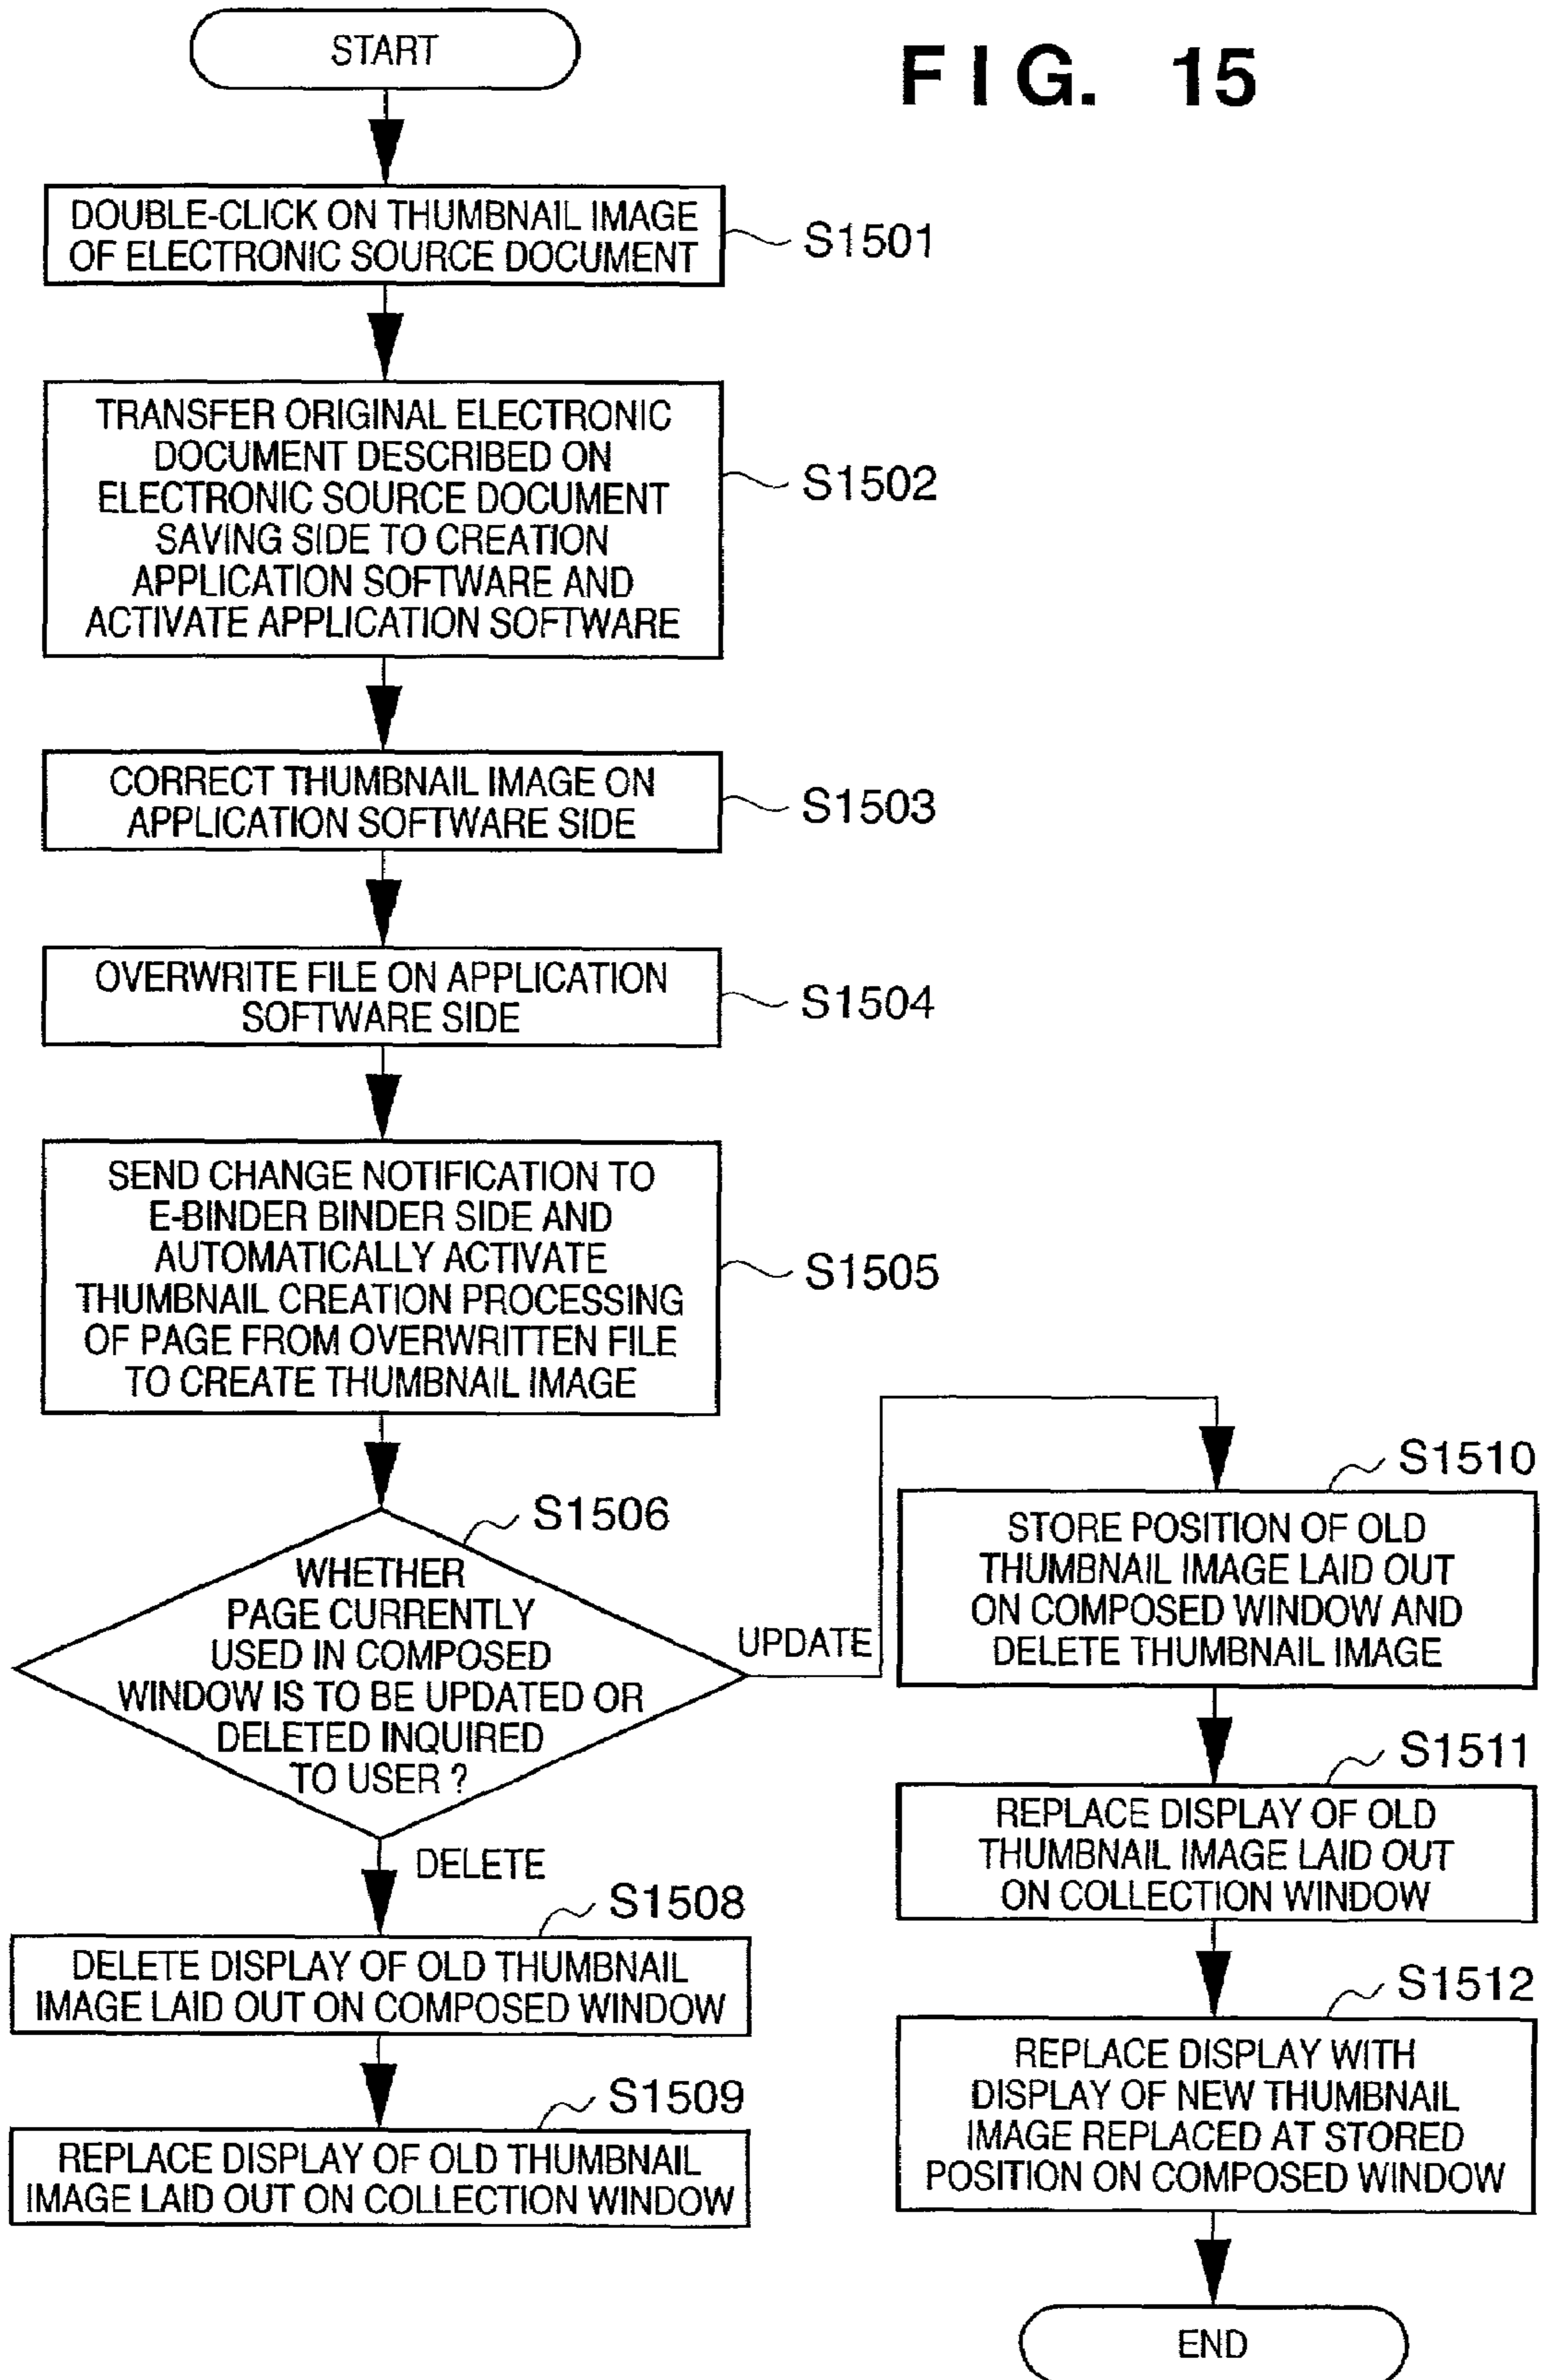 FIG. 15
START
DOUBLE-CLICK ON THUMBNAIL IMAGE
OF ELECTRONIC SOURCE DOCUMENT
S1501
TRANSFER ORIGINAL ELECTRONIC
DOCUMENT DESCRIBED ON
ELECTRONIC SOURCE DOCUMENT
SAVING SIDE TO CREATION
APPLICATION SOFTWARE AND
ACTIVATE APPLICATION SOFTWARE
S1502
CORRECT THUMBNAIL IMAGE ON
APPLICATION SOFTWARE SIDE
S1503
OVERWRITE FILE ON APPLICATION
SOFTWARE SIDE
S1504
SEND CHANGE NOTIFICATION TO
E-BINDER BINDER SIDE AND
AUTOMATICALLY ACTIVATE
THUMBNAIL CREATION PROCESSING
OF PAGE FROM OVERWRITTEN FILE
TO CREATE THUMBNAIL IMAGE
S1505
S1506
WHETHER
PAGE CURRENTLY
USED IN COMPOSED
WINDOW IS TO BE UPDATED OR
DELETED INQUIRED
TO USER ?
UPDATE
DELETE
S1508
DELETE DISPLAY OF OLD THUMBNAIL
IMAGE LAID OUT ON COMPOSED WINDOW
S1509
REPLACE DISPLAY OF OLD THUMBNAIL
IMAGE LAID OUT ON COLLECTION WINDOW
S1510
STORE POSITION OF OLD
THUMBNAIL IMAGE LAID OUT
ON COMPOSED WINDOW AND
DELETE THUMBNAIL IMAGE
S1511
REPLACE DISPLAY OF OLD
THUMBNAIL IMAGE LAID OUT
ON COLLECTION WINDOW
S1512
REPLACE DISPLAY WITH
DISPLAY OF NEW THUMBNAIL
IMAGE REPLACED AT STORED
POSITION ON COMPOSED WINDOW
END